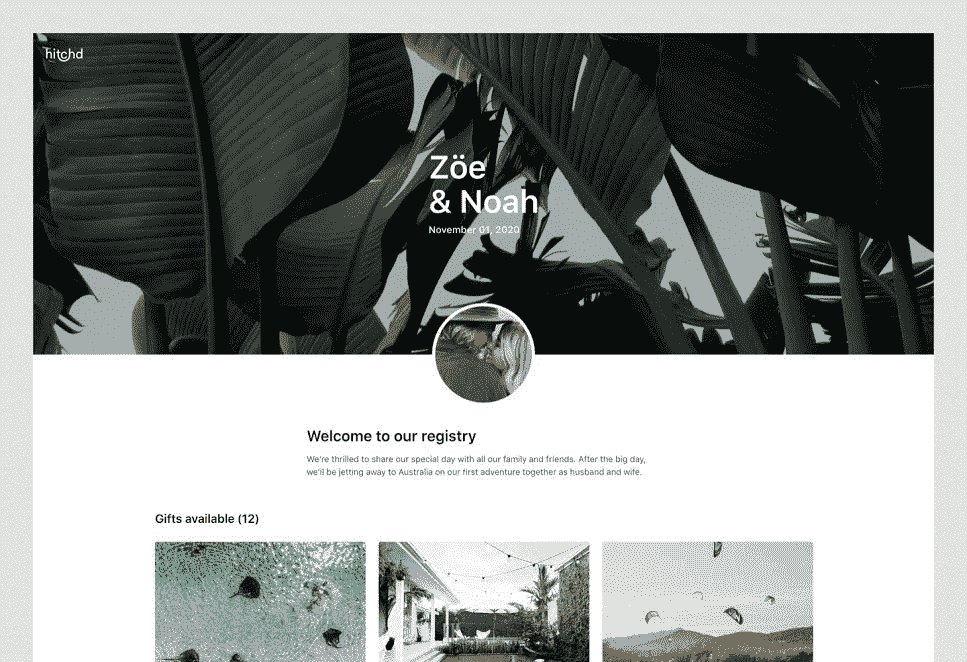 hitchd
Zöe
& Noah
November 01, 2020
Welcome to our registry
We're thrilled to share our special day with all our family and friends. After the big day,
we'll be jetting away to Australia on our first adventure together as husband and wife.
Gifts available (12)